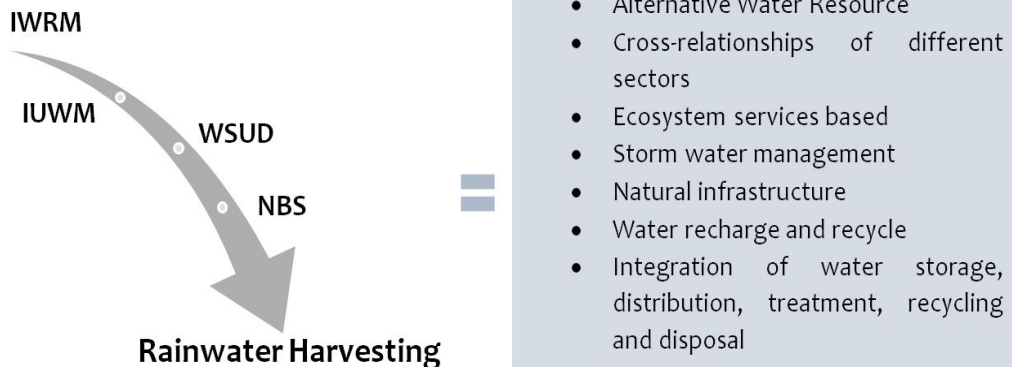 IWRM
IUWM
WSUD
NBS
Rainwater Harvesting
• Alternative Water Resource
• Cross-relationships of different
sectors
• Ecosystem services based
• Storm water management
• Natural infrastructure
• Water recharge and recycle
• Integration of water storage,
distribution, treatment, recycling
and disposal